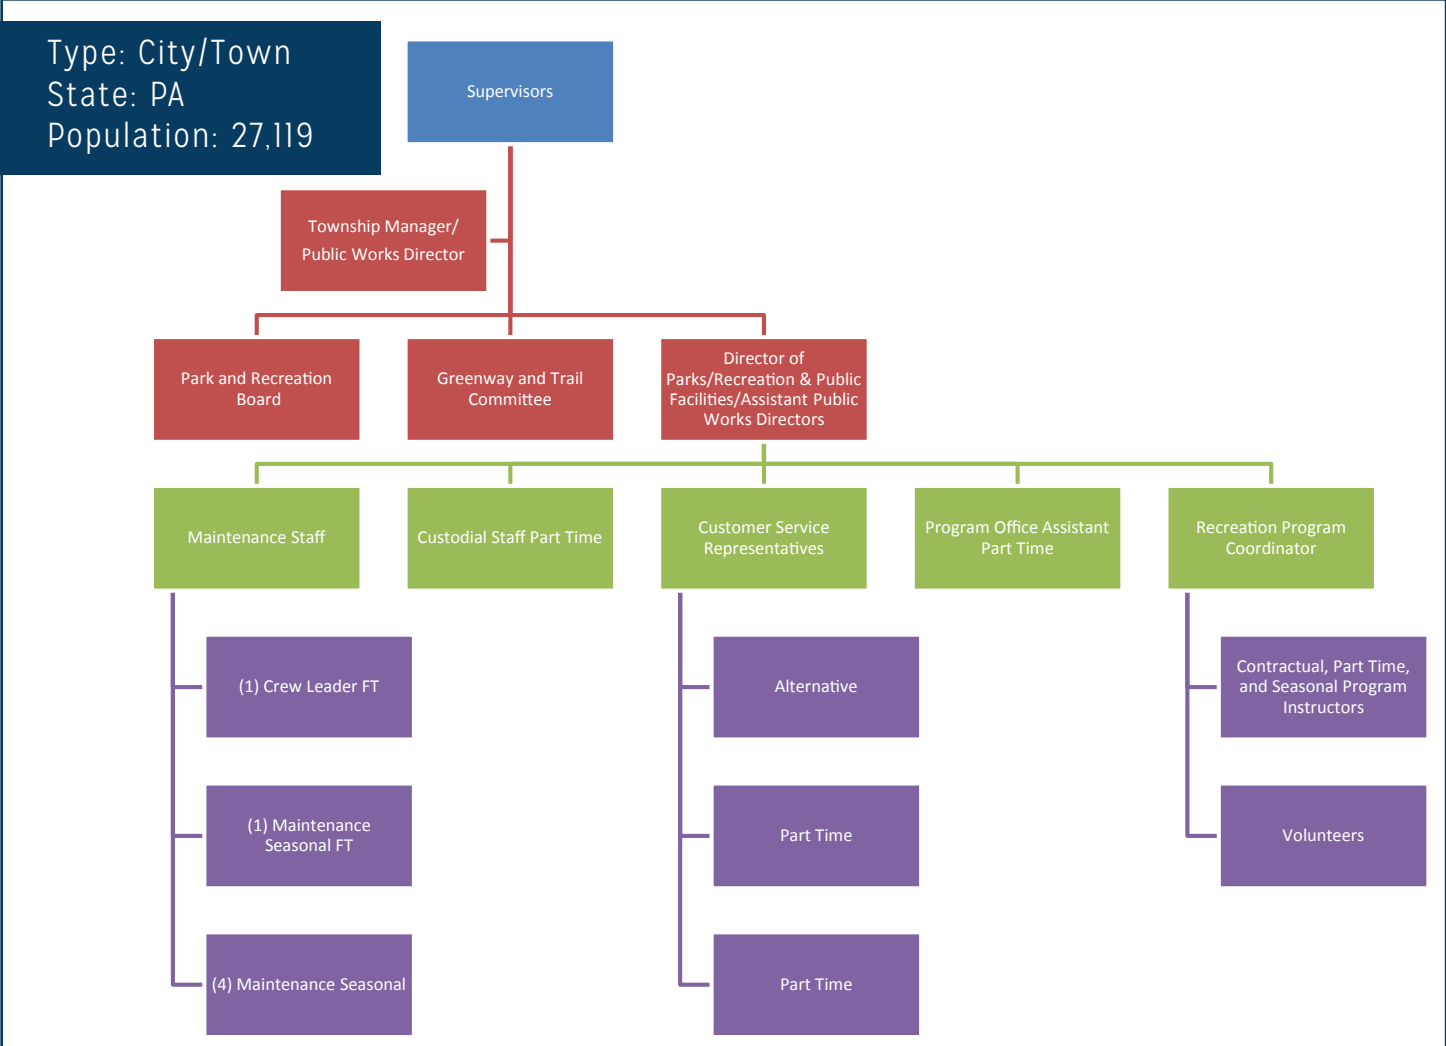 Type: City/Town
State: PA
Population: 27,119
Supervisors
Township Manager/
Public Works Director
Park and Recreation
Board
Greenway and Trail
Committee
Director of
Parks/Recreation & Public
Facilities/Assistant Public
Works Directors
Maintenance Staff
Custodial Staff Part Time
Customer Service
Representatives
Program Office Assistant
Part Time
Recreation Program
Coordinator
(1) Crew Leader FT
Alternative
Contractual, Part Time,
and Seasonal Program
Instructors
(1) Maintenance
Seasonal FT
Part Time
Volunteers
(4) Maintenance Seasonal
Part Time